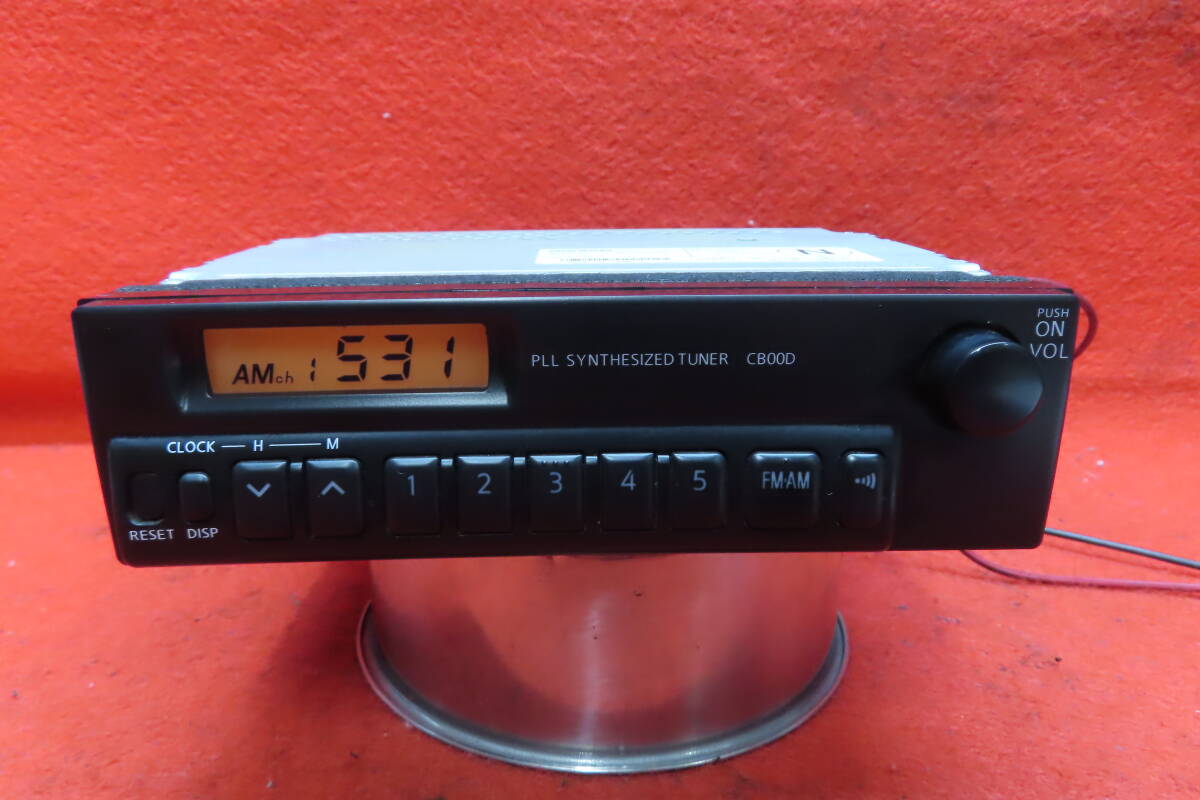 N
PUSH
ON
VOL
AMch 1 531
PLL SYNTHESIZED TUNER CB00D
CLOCK H M
1 2 3 4 5 FM·AM
RESET DISP